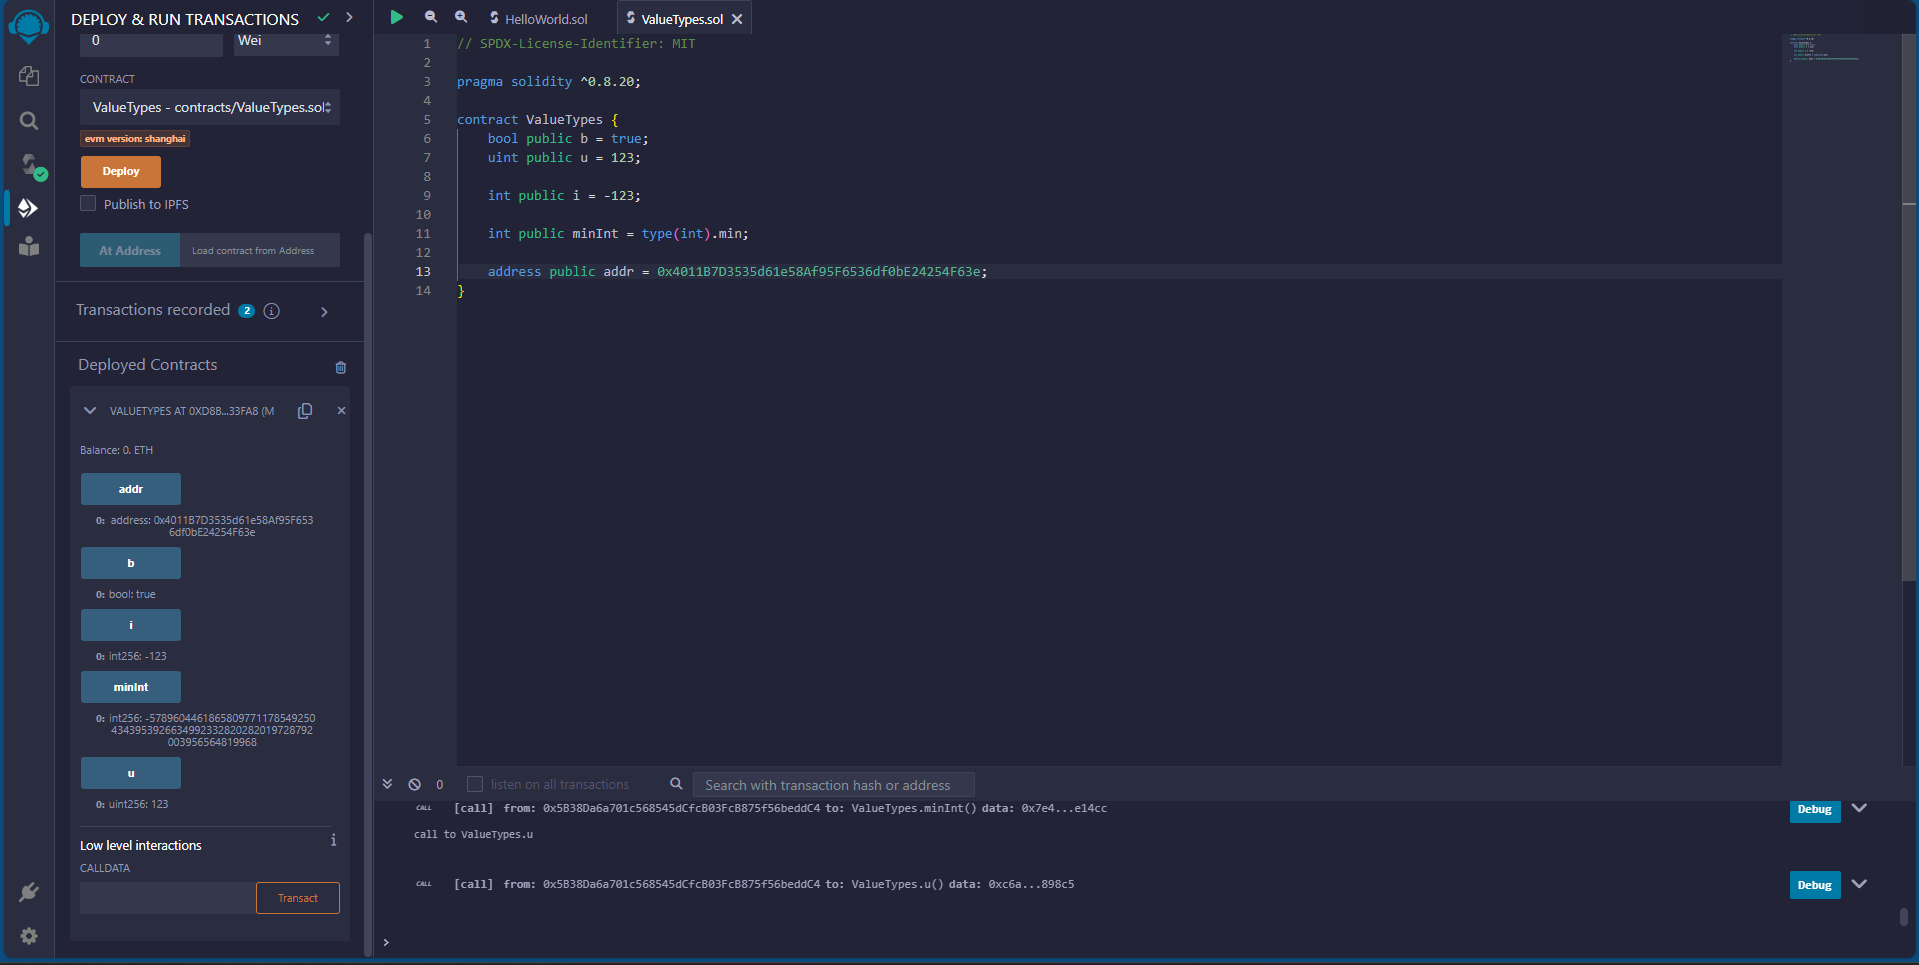 DEPLOY & RUN TRANSACTIONS
0
Wei
CONTRACT
ValueTypes - contracts/ValueTypes.sol
evm version: shanghai
Deploy
Publish to IPFS
At Address
Load contract from Address
Transactions recorded 2
Deployed Contracts
VALUETYPES AT 0XD8B...33FA8 (M
Balance: 0. ETH
addr
0: address: 0x4011B7D3535d61e58Af95F653
6df0bE24254F63e
b
0: bool: true
i
0: int256: -123
minInt
0: int256: -5789604461865809771178549250
4343953926634992332820282019728792
003956564819968
u
0: uint256: 123
Low level interactions
CALLDATA
Transact
HelloWorld.sol
ValueTypes.sol
1 // SPDX-License-Identifier: MIT
2
3 pragma solidity ^0.8.20;
4
5 contract ValueTypes {
6 bool public b = true;
7 uint public u = 123;
8
9 int public i = -123;
10
11 int public minInt = type(int).min;
12
13 address public addr = 0x4011B7D3535d61e58Af95F6536df0bE24254F63e;
14 }
0
listen on all transactions
Search with transaction hash or address
CALL [call] from: 0x5B38Da6a701c568545dCfcB03FcB875f56beddC4 to: ValueTypes.minInt() data: 0x7e4...e14cc
Debug
call to ValueTypes.u
CALL [call] from: 0x5B38Da6a701c568545dCfcB03FcB875f56beddC4 to: ValueTypes.u() data: 0xc6a...898c5
Debug
>